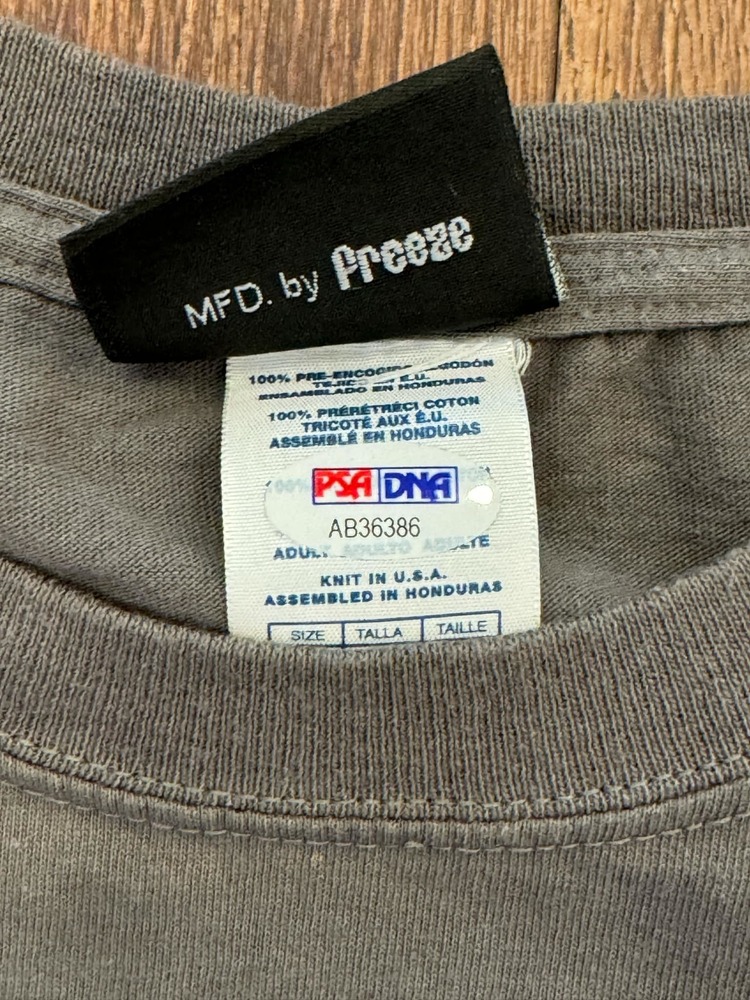 MFD. by freeze
100% PRE-ENCOGIDO ALGODÓN
TEJIDO EN E.U.
ENSAMBLADO EN HONDURAS
100% PRÉRÉTRÉCI COTON
TRICOTÉ AUX É.U.
ASSEMBLÉ EN HONDURAS
100%
PSA DNA
AB36386
ADULT ADULTO ADULTE
KNIT IN U.S.A.
ASSEMBLED IN HONDURAS
SIZE TALLA TAILLE